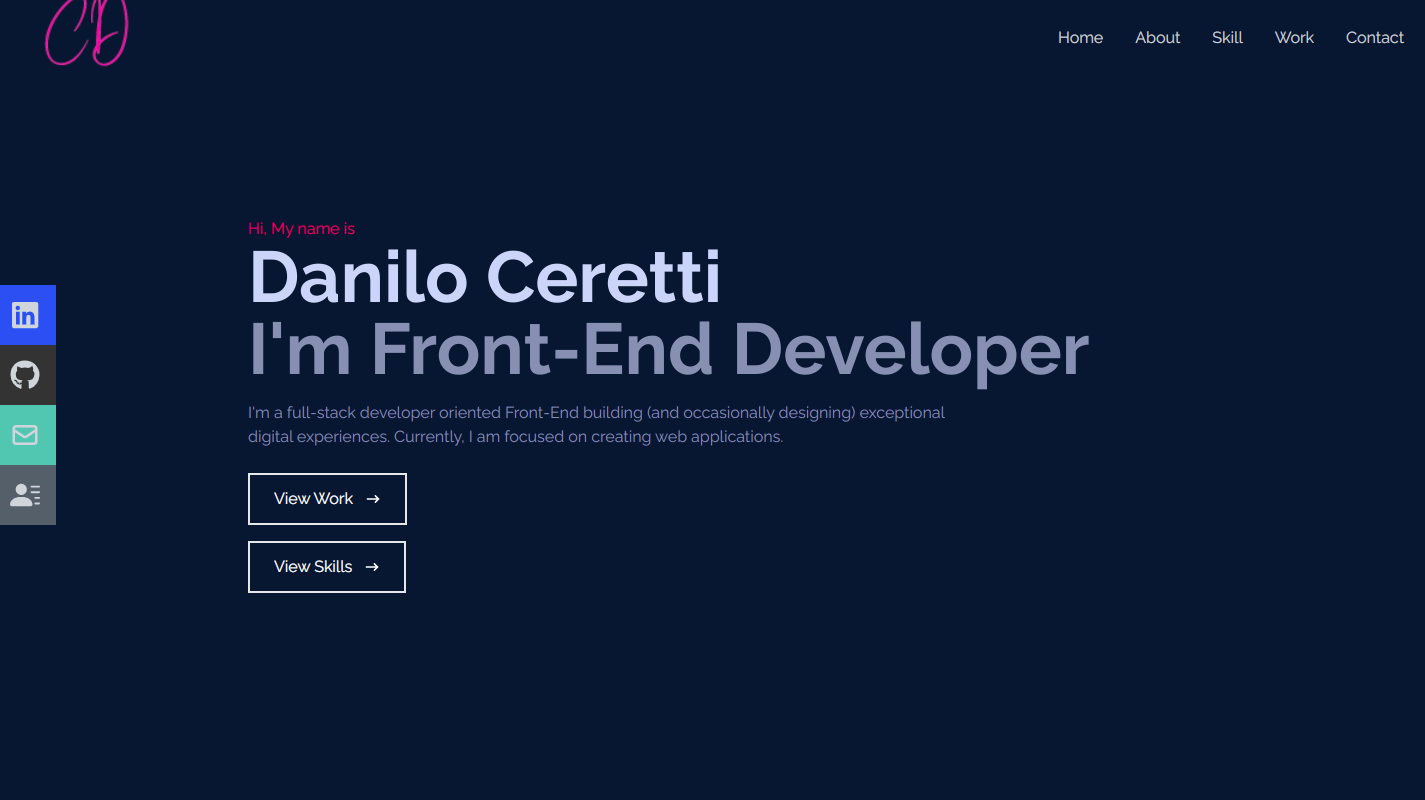 CD
Home About Skill Work Contact
Hi, My name is
Danilo Ceretti
I'm Front-End Developer
I'm a full-stack developer oriented Front-End building (and occasionally designing) exceptional
digital experiences. Currently, I am focused on creating web applications.
in
View Work →
View Skills →